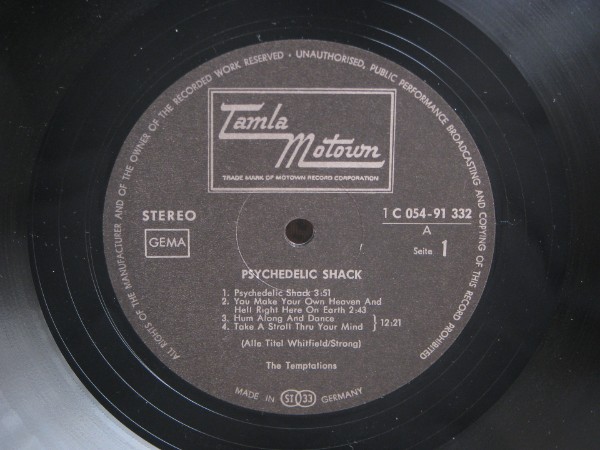 ALL RIGHTS OF THE MANUFACTURER AND OF THE OWNER OF THE RECORDED WORK RESERVED · UNAUTHORISED, PUBLIC PERFORMANCE BROADCASTING AND COPYING OF THIS RECORD PROHIBITED
Tamla
Motown
TRADE MARK OF MOTOWN RECORD CORPORATION
STEREO
1 C 054-91 332
GEMA
A
Seite 1
PSYCHEDELIC SHACK
1. Psychedelic Shack 3:51
2. You Make Your Own Heaven And
Hell Right Here On Earth 2:43
3. Hum Along And Dance
4. Take A Stroll Thru Your Mind } 12:21
(Alle Titel Whitfield/Strong)
The Temptations
MADE IN ST 33 GERMANY